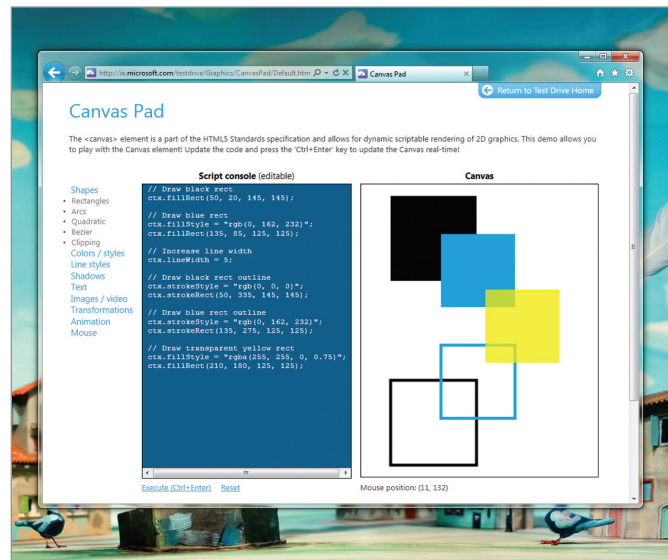 http://ie.microsoft.com/testdrive/Graphics/CanvasPad/Default.htm
Canvas Pad
Return to Test Drive Home
Canvas Pad
The <canvas> element is a part of the HTML5 Standards specification and allows for dynamic scriptable rendering of 2D graphics. This demo allows you
to play with the Canvas element! Update the code and press the 'Ctrl+Enter' key to update the Canvas real-time!
Shapes
• Rectangles
• Arcs
• Quadratic
• Bezier
• Clipping
Colors / styles
Line styles
Shadows
Text
Images / video
Transformations
Animation
Mouse
Script console (editable)
// Draw black rect
ctx.fillRect(50, 20, 145, 145);
// Draw blue rect
ctx.fillStyle = "rgb(0, 162, 232)";
ctx.fillRect(135, 85, 125, 125);
// Increase line width
ctx.lineWidth = 5;
// Draw black rect outline
ctx.strokeStyle = "rgb(0, 0, 0)";
ctx.strokeRect(50, 335, 145, 145);
// Draw blue rect outline
ctx.strokeStyle = "rgb(0, 162, 232)";
ctx.strokeRect(135, 275, 125, 125);
// Draw transparent yellow rect
ctx.fillStyle = "rgba(255, 255, 0, 0.75)";
ctx.fillRect(210, 180, 125, 125);
Execute (Ctrl+Enter) Reset
Canvas
Mouse position: (11, 132)